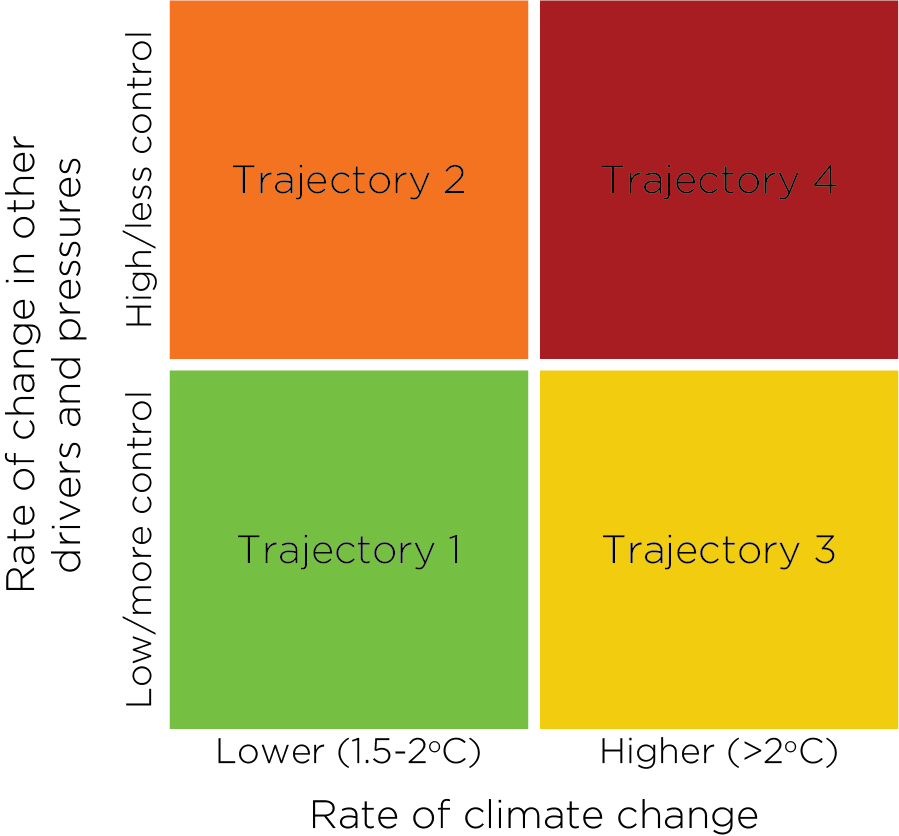 Rate of change in other
drivers and pressures
High/less control
Low/more control
Trajectory 2
Trajectory 4
Trajectory 1
Trajectory 3
Lower (1.5-2°C)
Higher (>2°C)
Rate of climate change